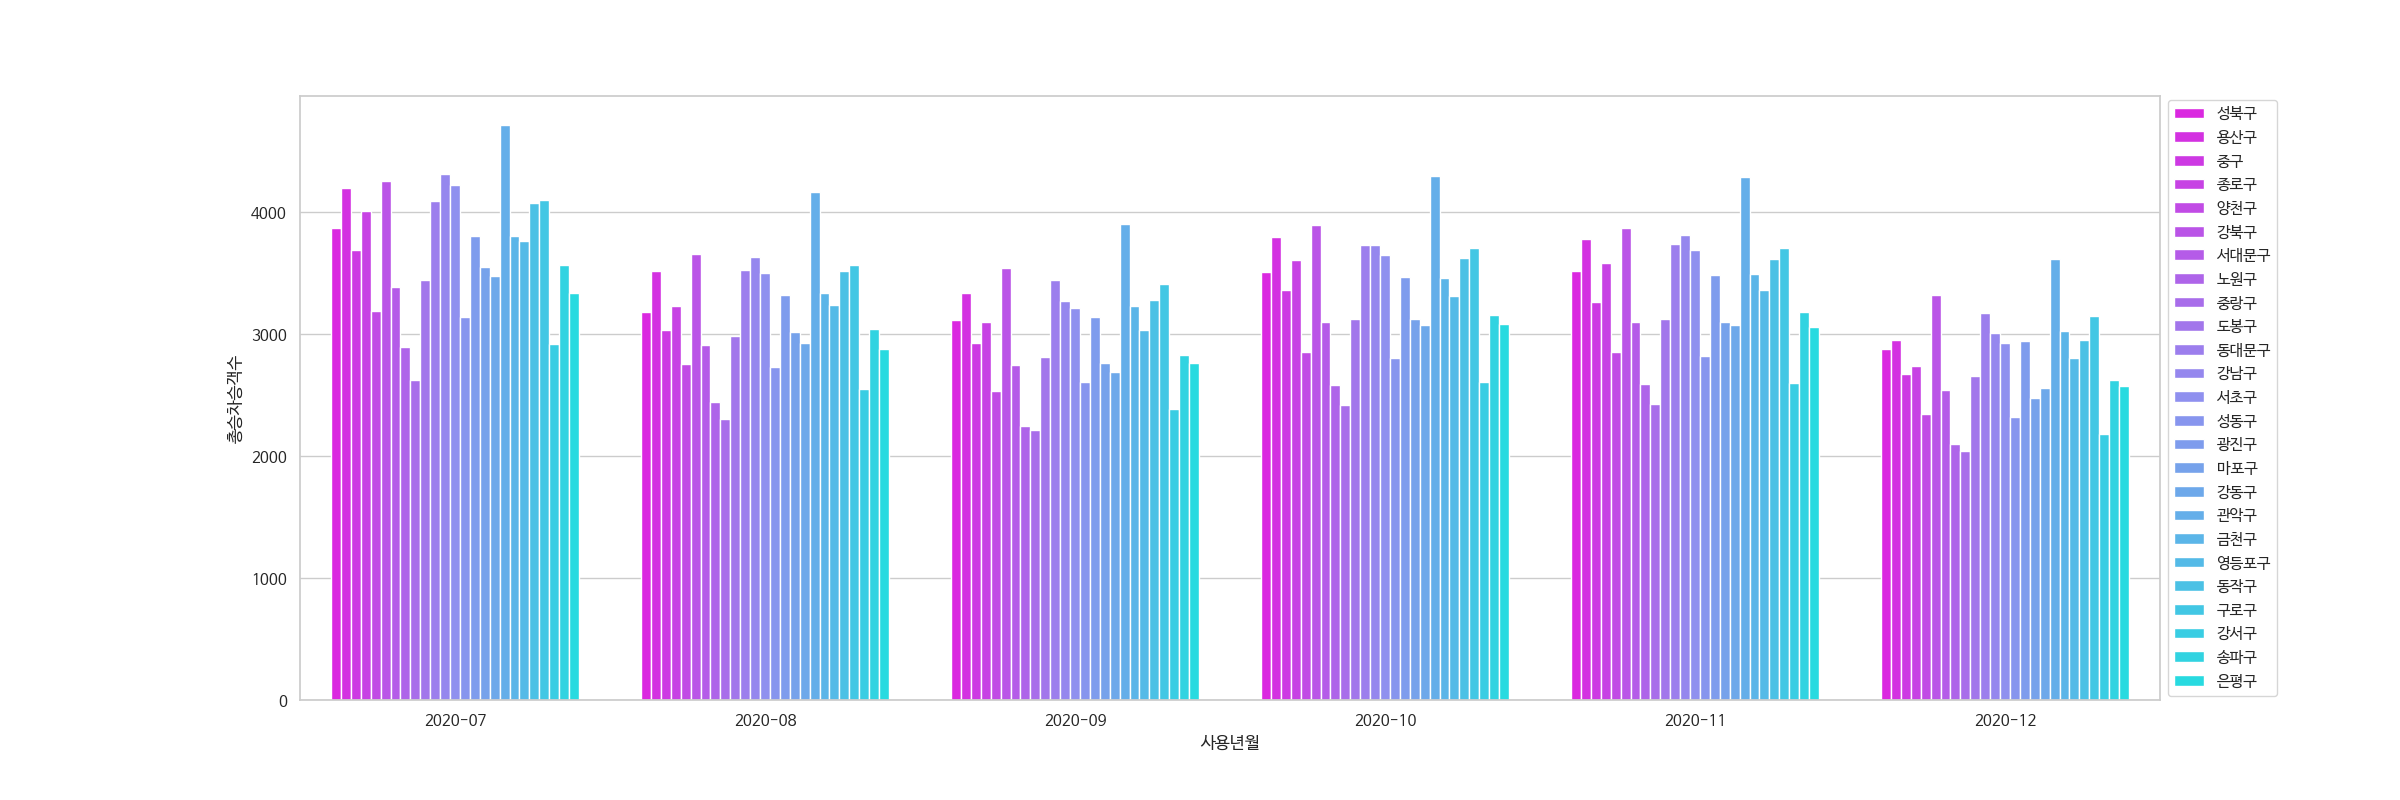 4000
3000
2000
1000
0
총승차승객수
2020-07
2020-08
2020-09
2020-10
2020-11
2020-12
사용년월
성북구
용산구
중구
종로구
양천구
강북구
서대문구
노원구
중랑구
도봉구
동대문구
강남구
서초구
성동구
광진구
마포구
강동구
관악구
금천구
영등포구
동작구
구로구
강서구
송파구
은평구